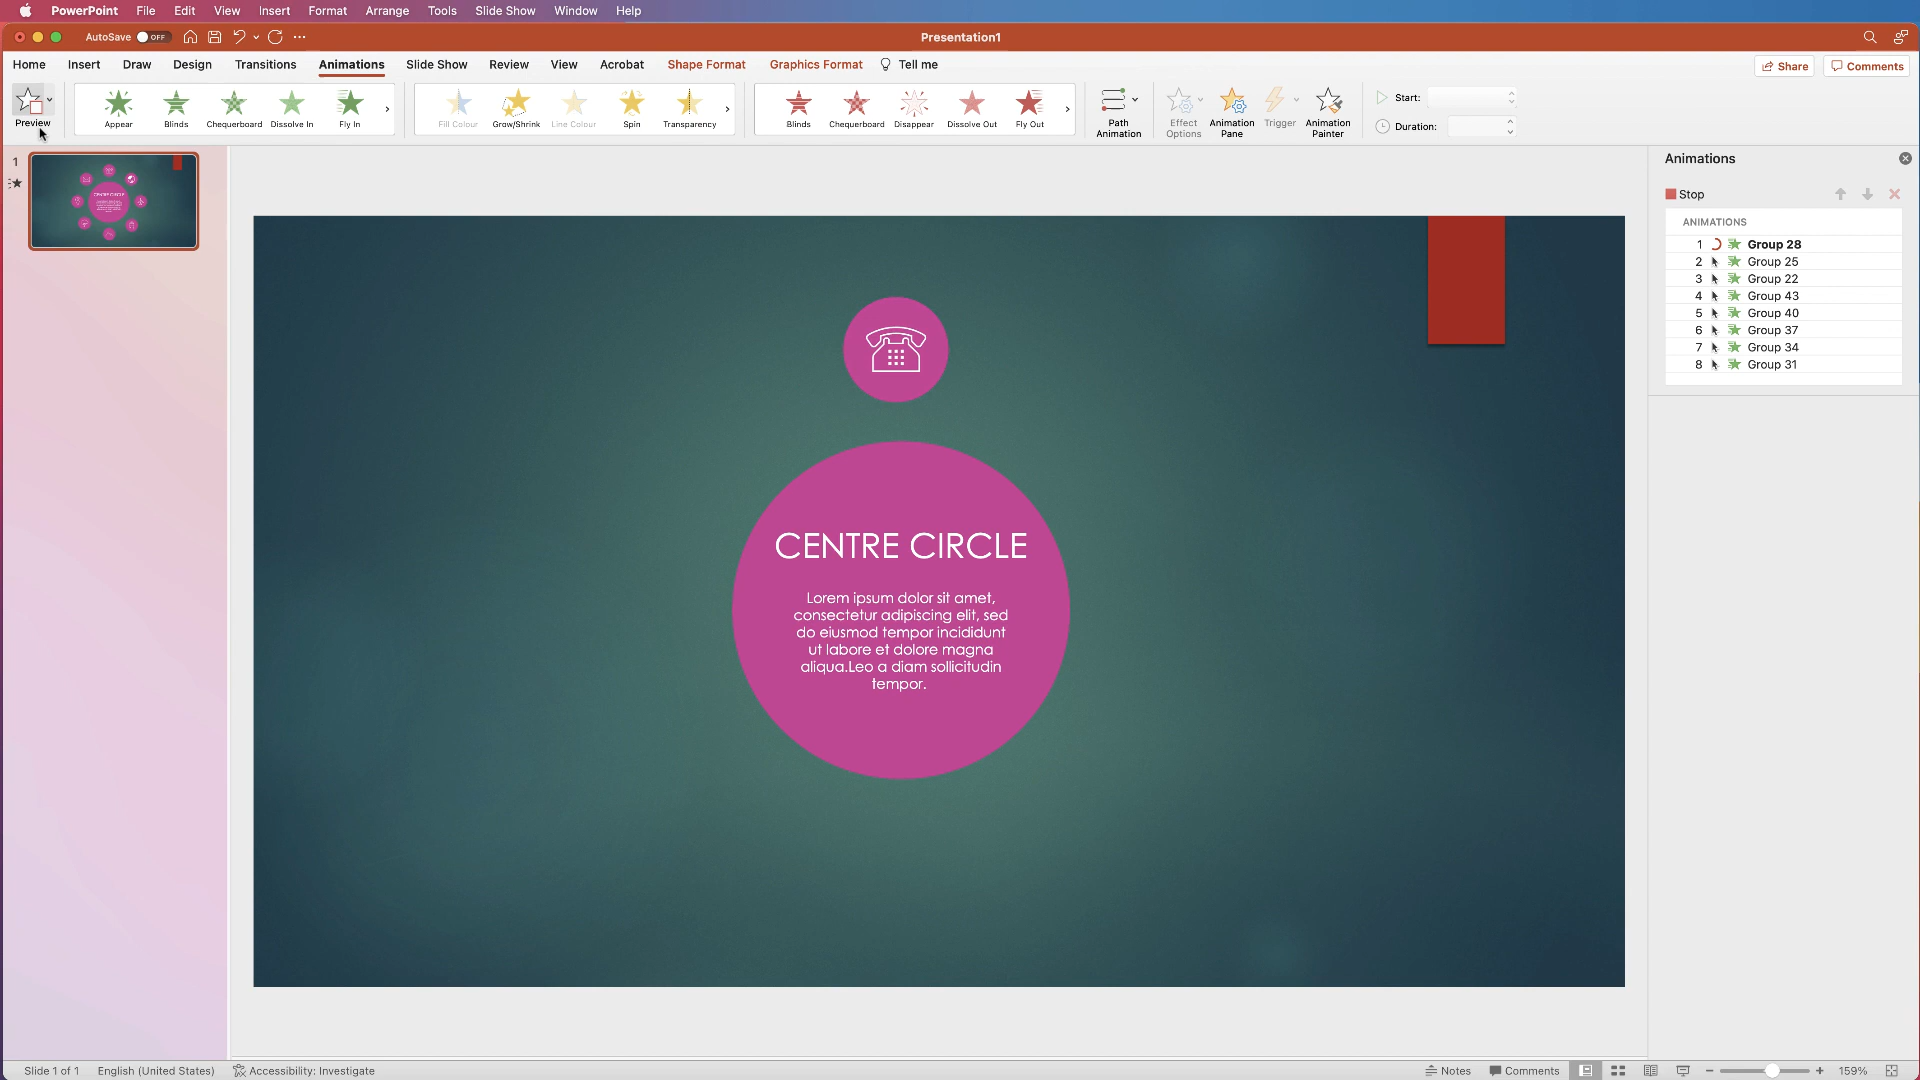 PowerPoint File Edit View Insert Format Arrange Tools Slide Show Window Help
AutoSave OFF
Presentation1
Home Insert Draw Design Transitions Animations Slide Show Review View Acrobat Shape Format Graphics Format Tell me
Share Comments
Preview
Appear Blinds Chequerboard Dissolve In Fly In
Fill Colour Grow/Shrink Line Colour Spin Transparency
Blinds Chequerboard Disappear Dissolve Out Fly Out
Path Animation
Effect Options
Animation Pane
Trigger
Animation Painter
Start:
Duration:
1
CENTRE CIRCLE
Lorem ipsum dolor sit amet,
consectetur adipiscing elit, sed
do eiusmod tempor incididunt
ut labore et dolore magna
aliqua.Leo a diam sollicitudin
tempor.
Animations
Stop
ANIMATIONS
1 Group 28
2 Group 25
3 Group 22
4 Group 43
5 Group 40
6 Group 37
7 Group 34
8 Group 31
Slide 1 of 1 English (United States) Accessibility: Investigate
Notes Comments 159%